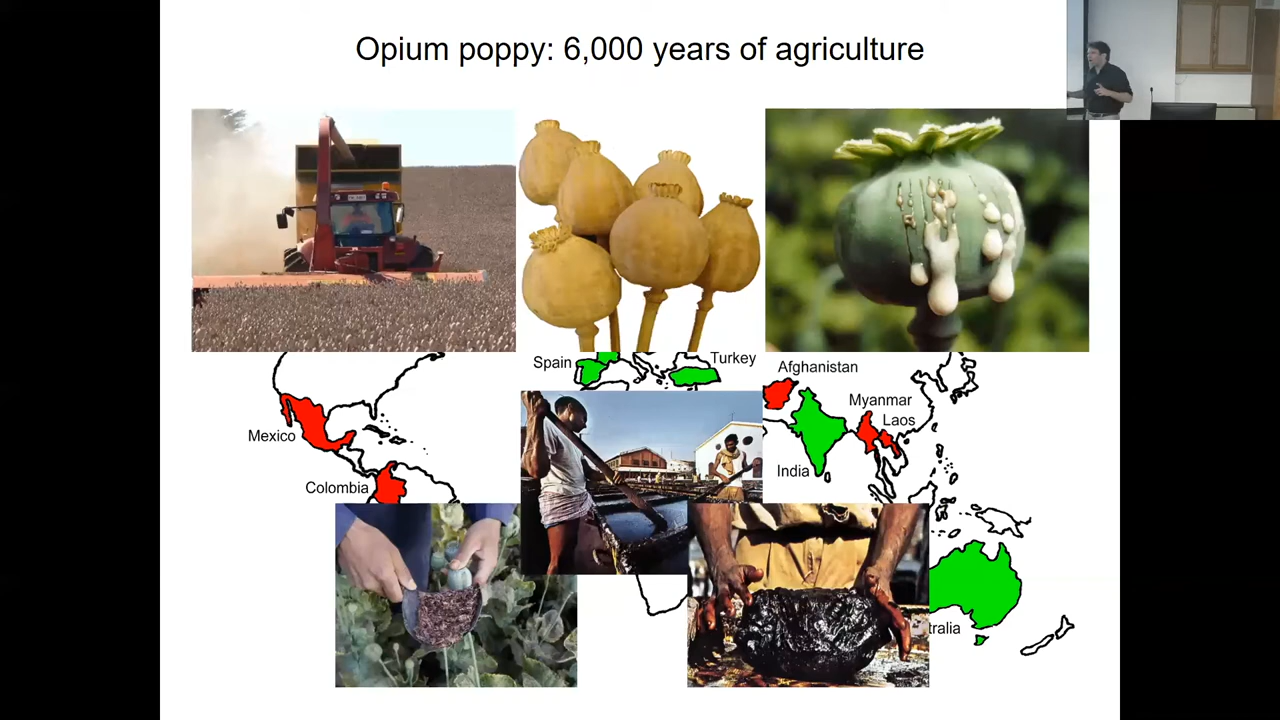 Opium poppy: 6,000 years of agriculture
Spain
Turkey
Afghanistan
Myanmar
Laos
Mexico
India
Colombia
tralia